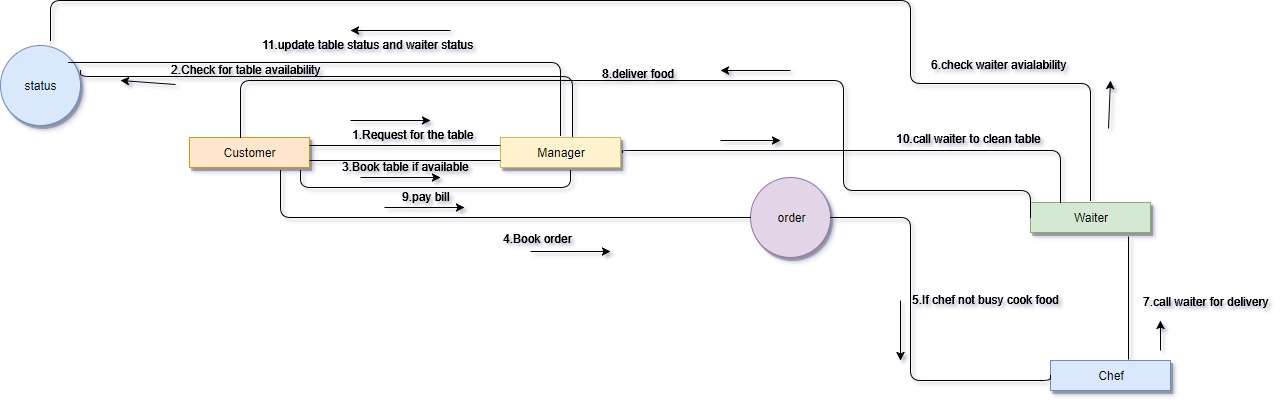 11.update table status and waiter status
2.Check for table availability
8.deliver food
6.check waiter avialability
status
1.Request for the table
10.call waiter to clean table
Customer
Manager
3.Book table if available
9.pay bill
order
Waiter
4.Book order
5.If chef not busy cook food
7.call waiter for delivery
Chef